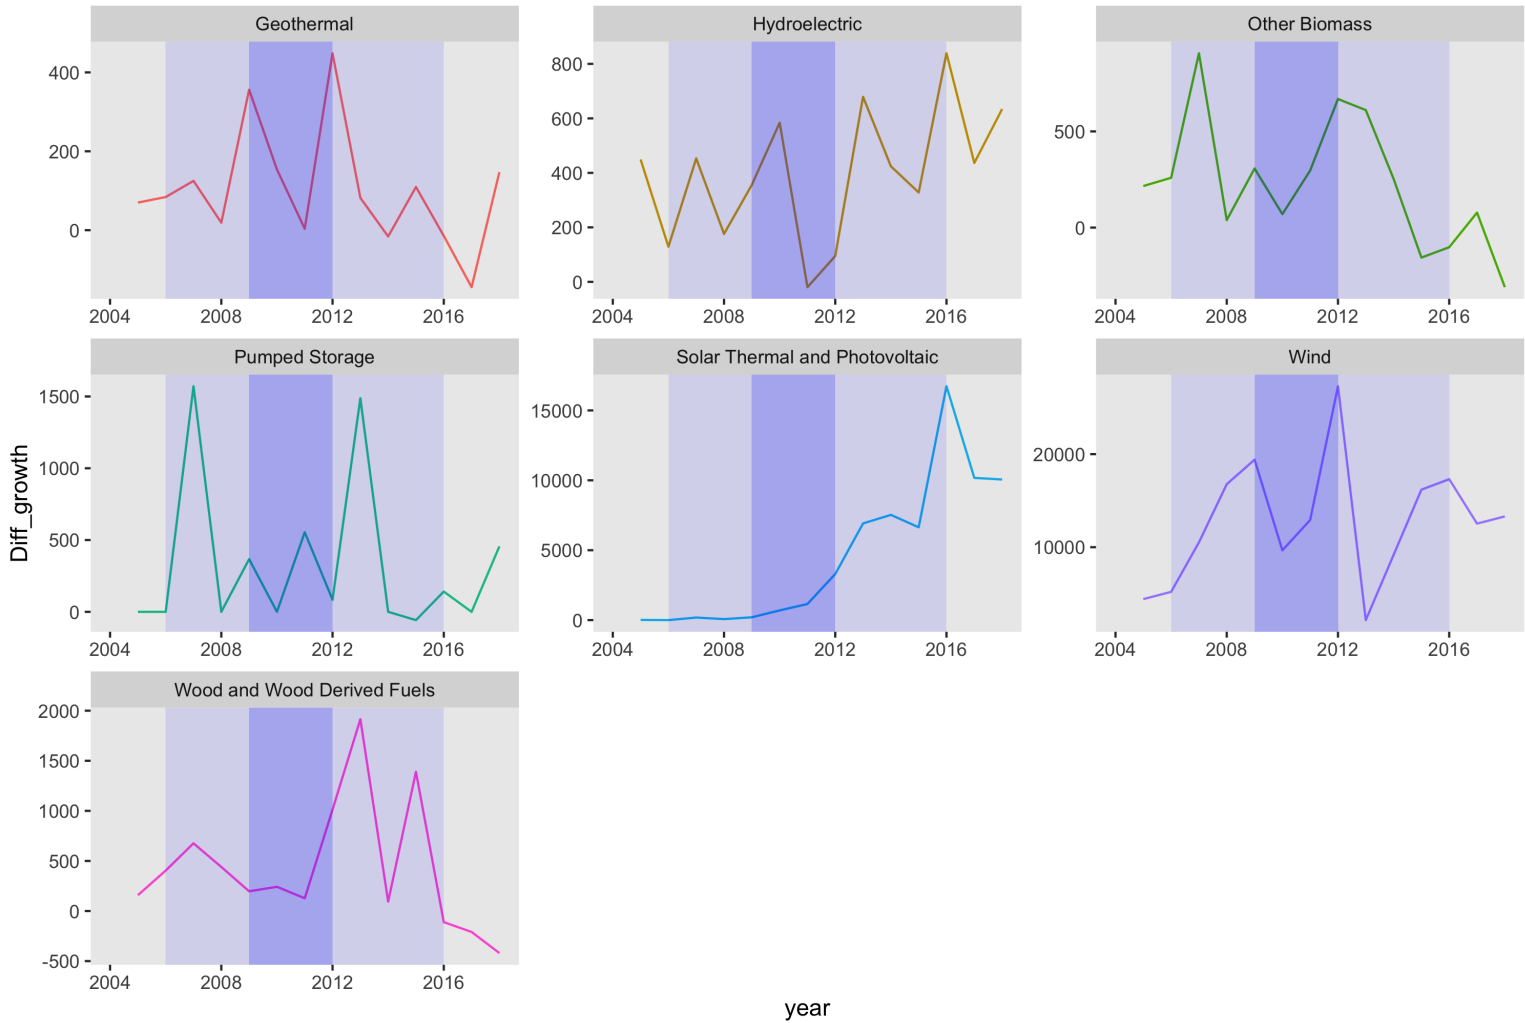 Geothermal
Hydroelectric
Other Biomass
400
200
0
2004 2008 2012 2016
800
600
400
200
0
2004 2008 2012 2016
500
0
2004 2008 2012 2016
Pumped Storage
Solar Thermal and Photovoltaic
Wind
1500
1000
500
0
2004 2008 2012 2016
15000
10000
5000
0
2004 2008 2012 2016
20000
10000
2004 2008 2012 2016
Wood and Wood Derived Fuels
2000
1500
1000
500
0
-500
2004 2008 2012 2016
Diff_growth
year